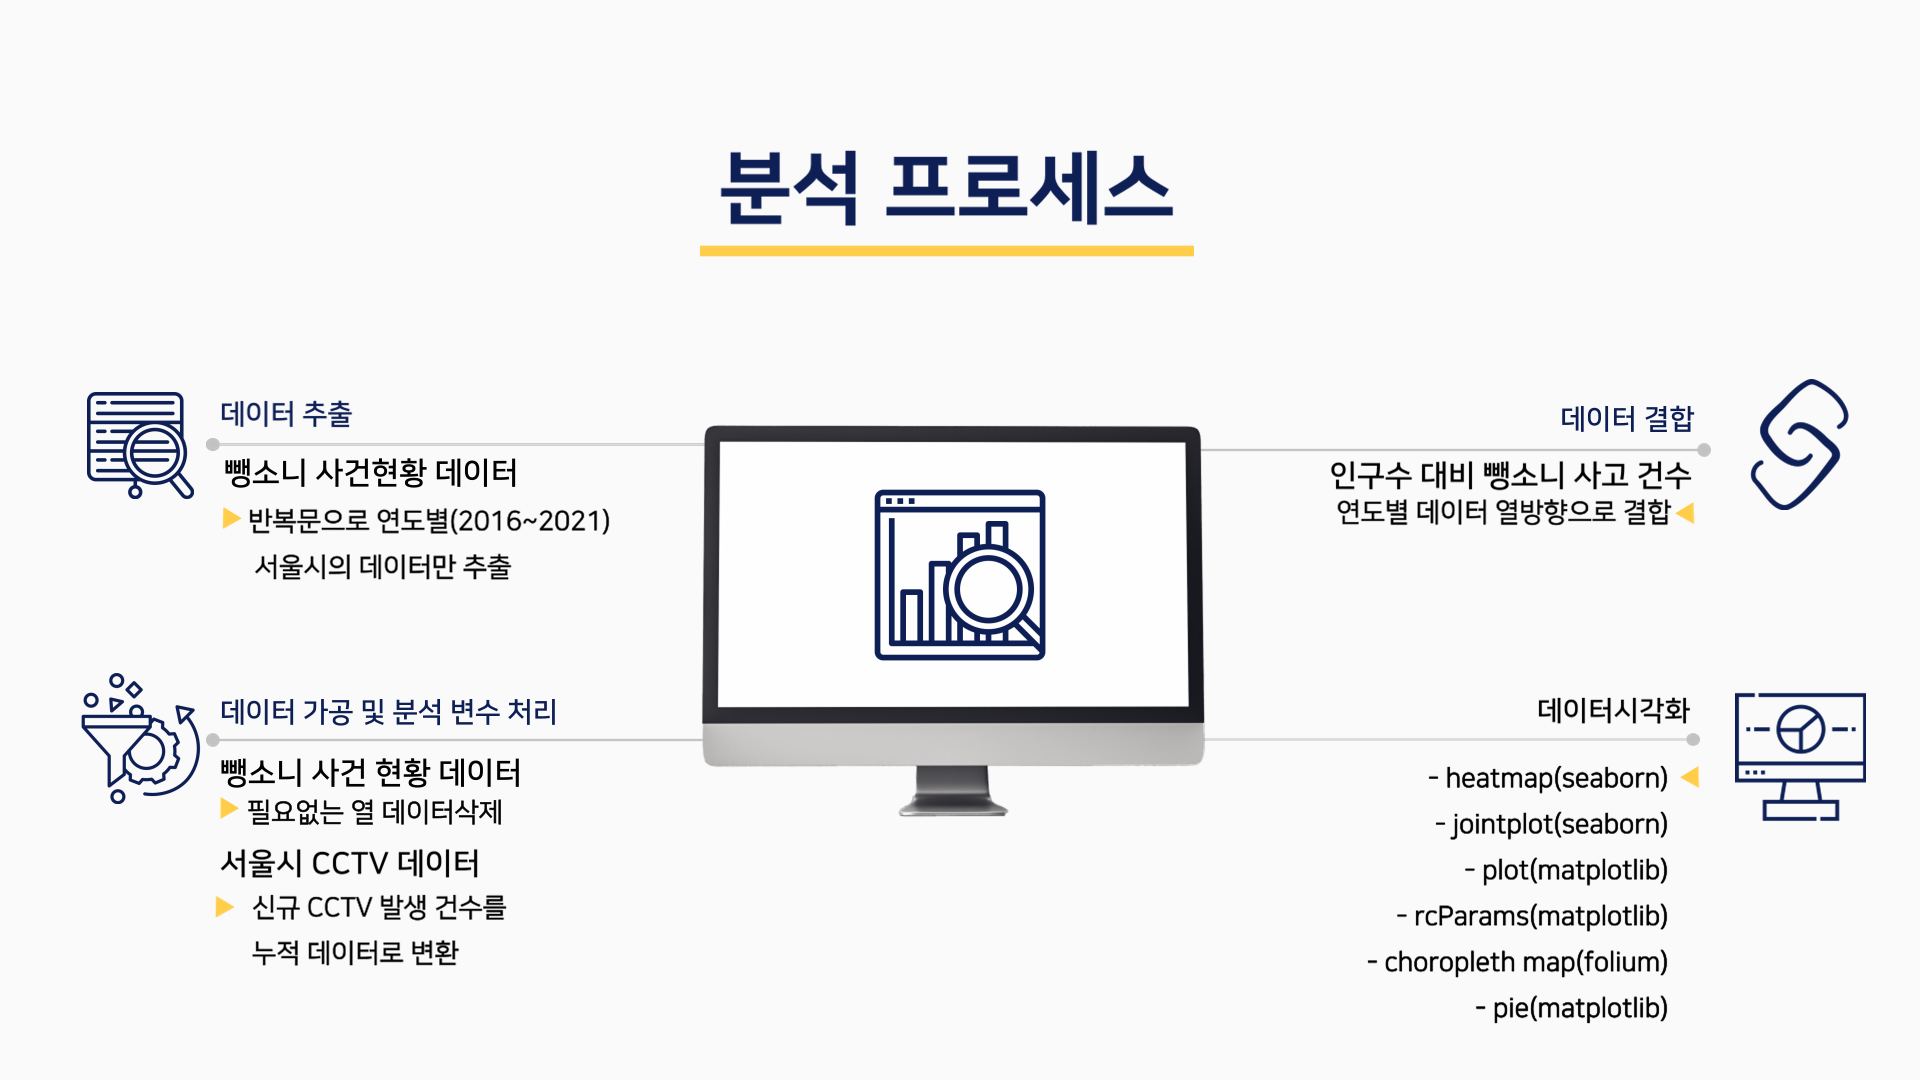 분석 프로세스
데이터 추출
뺑소니 사건현황 데이터
반복문으로 연도별(2016~2021)
서울시의 데이터만 추출
데이터 가공 및 분석 변수 처리
뺑소니 사건 현황 데이터
필요없는 열 데이터삭제
서울시 CCTV 데이터
신규 CCTV 발생 건수를
누적 데이터로 변환
데이터 결합
인구수 대비 뺑소니 사고 건수
연도별 데이터 열방향으로 결합
데이터시각화
- heatmap(seaborn)
- jointplot(seaborn)
- plot(matplotlib)
- rcParams(matplotlib)
- choropleth map(folium)
- pie(matplotlib)